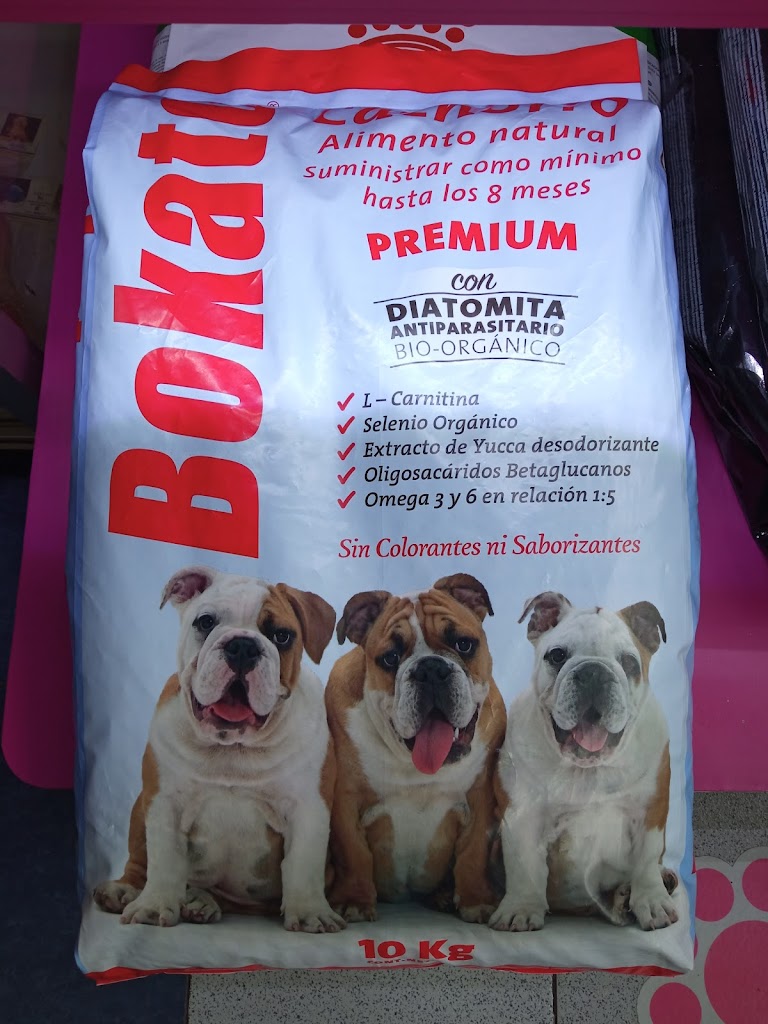 Bokato
Cachorro
Alimento natural
suministrar como mínimo
hasta los 8 meses
PREMIUM
con
DIATOMITA
ANTIPARASITARIO
BIO-ORGÁNICO
L – Carnitina
Selenio Orgánico
Extracto de Yucca desodorizante
Oligosacáridos Betaglucanos
Omega 3 y 6 en relación 1:5
Sin Colorantes ni Saborizantes
10 Kg